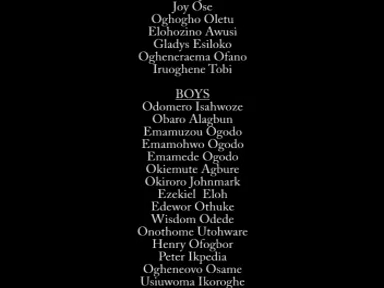 Joy Ose
Oghogho Oletu
Elohozino Awusi
Gladys Esiloko
Ogheneraema Ofano
Iruoghene Tobi
BOYS
Odomero Isahwoze
Obaro Alagbun
Emamuzou Ogodo
Emamohwo Ogodo
Emamede Ogodo
Okiemute Agbure
Okiroro Johnmark
Ezekiel Eloh
Edewor Othuke
Wisdom Odede
Onothome Utohware
Henry Ofogbor
Peter Ikpedia
Ogheneovo Osame
Usiuwoma Ikoroghe